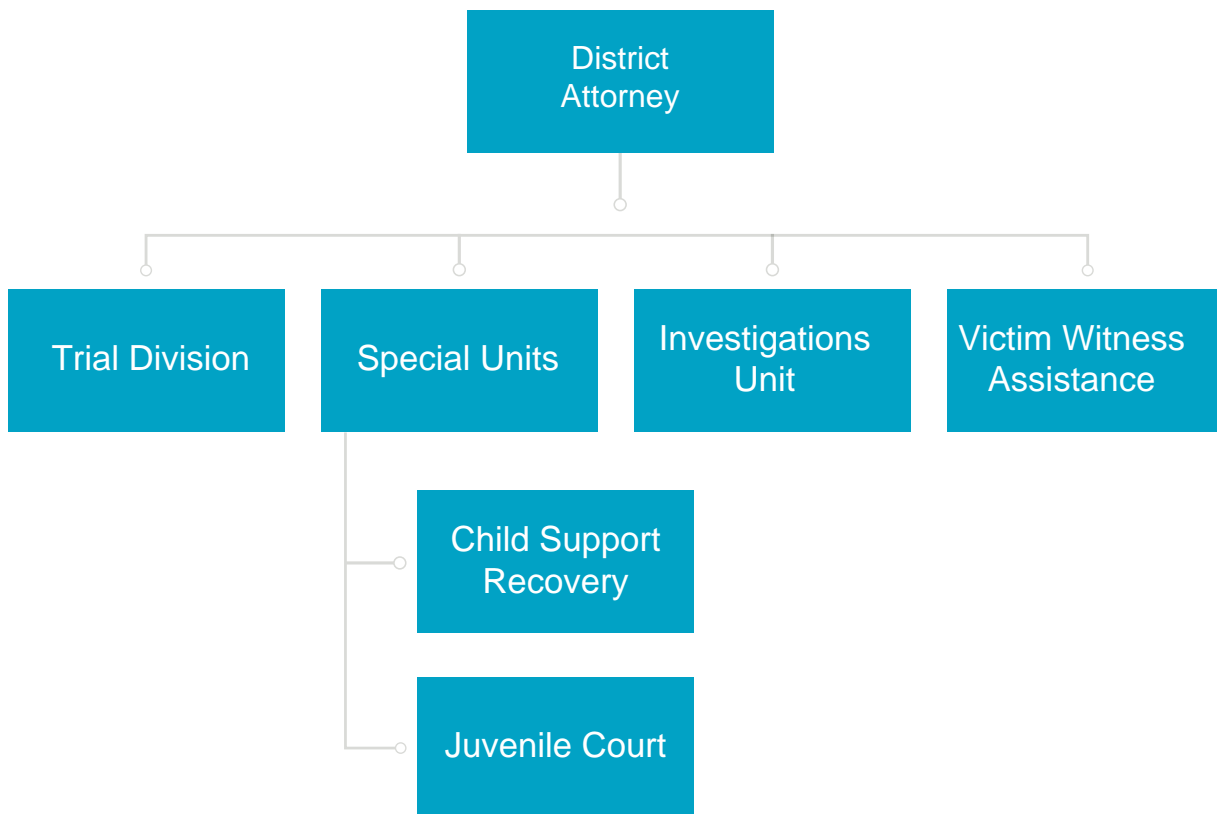 District
Attorney
Trial Division
Special Units
Investigations
Unit
Victim Witness
Assistance
Child Support
Recovery
Juvenile Court